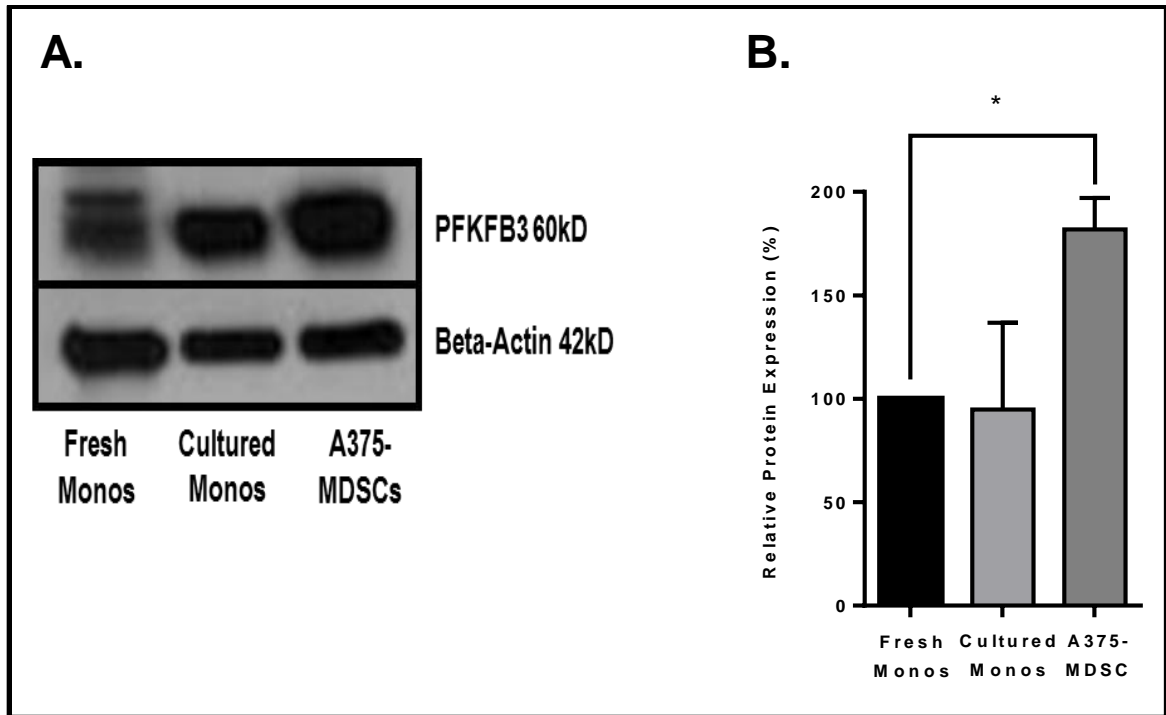 A.
PFKFB3 60kD
Beta-Actin 42kD
Fresh
Monos
Cultured
Monos
A375-
MDSCs
B.
*
Relative Protein Expression (%)
200
150
100
50
0
Fresh
Monos
Cultured
Monos
A375-
MDSC